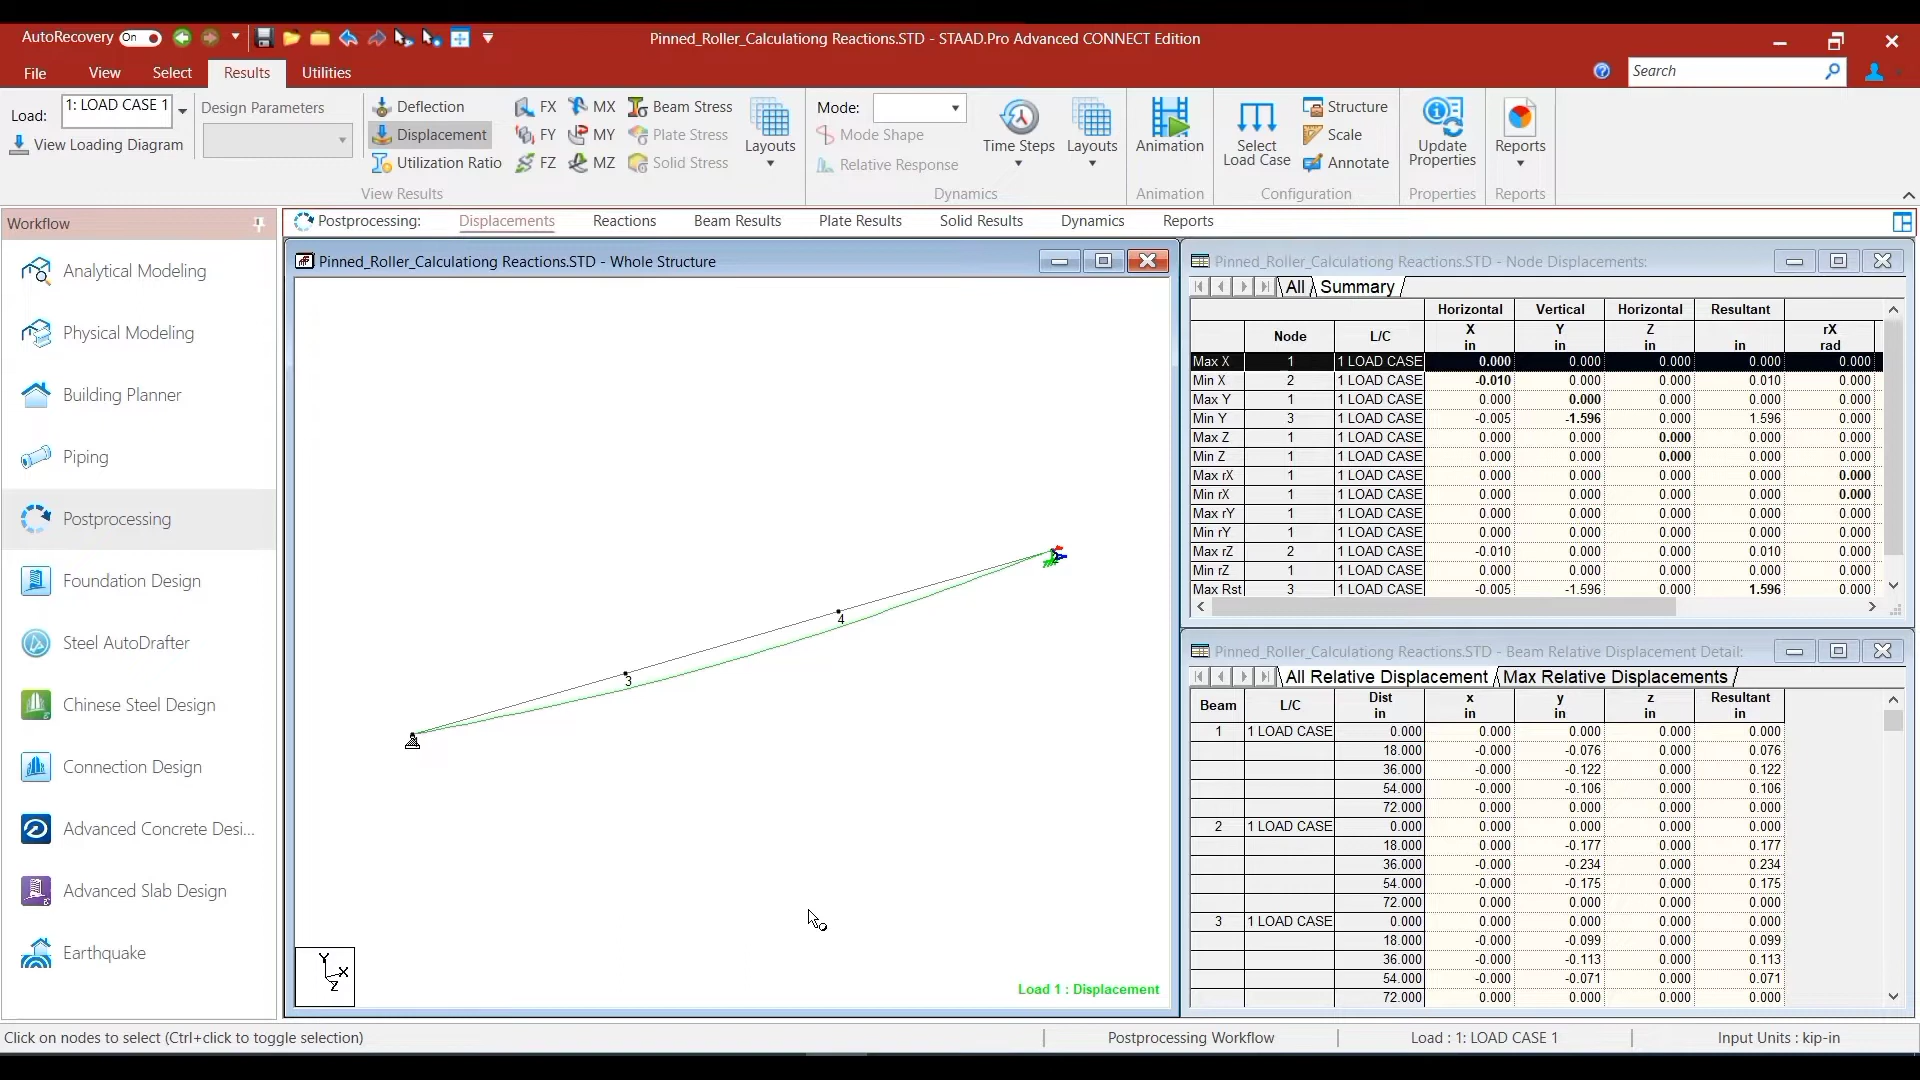 AutoRecovery On
Pinned_Roller_Calculationg Reactions.STD - STAAD.Pro Advanced CONNECT Edition
File View Select Results Utilities
Search
Load: 1: LOAD CASE 1
View Loading Diagram
Design Parameters
Deflection
Displacement
Utilization Ratio
FX MX Beam Stress
FY MY Plate Stress
FZ MZ Solid Stress
Layouts
View Results
Mode:
Mode Shape
Relative Response
Time Steps
Layouts
Dynamics
Animation
Animation
Select Load Case
Structure
Scale
Annotate
Configuration
Update Properties
Properties
Reports
Reports
Workflow
Analytical Modeling
Physical Modeling
Building Planner
Piping
Postprocessing
Foundation Design
Steel AutoDrafter
Chinese Steel Design
Connection Design
Advanced Concrete Desi...
Advanced Slab Design
Earthquake
Postprocessing: Displacements Reactions Beam Results Plate Results Solid Results Dynamics Reports
Pinned_Roller_Calculationg Reactions.STD - Whole Structure
4
3
Y
X
Z
Load 1 : Displacement
Pinned_Roller_Calculationg Reactions.STD - Node Displacements:
All Summary
Horizontal Vertical Horizontal Resultant
Node L/C X in Y in Z in in rX rad
Max X 1 1 LOAD CASE 0.000 0.000 0.000 0.000 0.000
Min X 2 1 LOAD CASE -0.010 0.000 0.000 0.010 0.000
Max Y 1 1 LOAD CASE 0.000 0.000 0.000 0.000 0.000
Min Y 3 1 LOAD CASE -0.005 -1.596 0.000 1.596 0.000
Max Z 1 1 LOAD CASE 0.000 0.000 0.000 0.000 0.000
Min Z 1 1 LOAD CASE 0.000 0.000 0.000 0.000 0.000
Max rX 1 1 LOAD CASE 0.000 0.000 0.000 0.000 0.000
Min rX 1 1 LOAD CASE 0.000 0.000 0.000 0.000 0.000
Max rY 1 1 LOAD CASE 0.000 0.000 0.000 0.000 0.000
Min rY 1 1 LOAD CASE 0.000 0.000 0.000 0.000 0.000
Max rZ 2 1 LOAD CASE -0.010 0.000 0.000 0.010 0.000
Min rZ 1 1 LOAD CASE 0.000 0.000 0.000 0.000 0.000
Max Rst 3 1 LOAD CASE -0.005 -1.596 0.000 1.596 0.000
Pinned_Roller_Calculationg Reactions.STD - Beam Relative Displacement Detail:
All Relative Displacement Max Relative Displacements
Beam L/C Dist in x in y in z in Resultant in
1 1 LOAD CASE 0.000 0.000 0.000 0.000 0.000
18.000 -0.000 -0.076 0.000 0.076
36.000 -0.000 -0.122 0.000 0.122
54.000 -0.000 -0.106 0.000 0.106
72.000 0.000 0.000 0.000 0.000
2 1 LOAD CASE 0.000 0.000 0.000 0.000 0.000
18.000 -0.000 -0.177 0.000 0.177
36.000 -0.000 -0.234 0.000 0.234
54.000 -0.000 -0.175 0.000 0.175
72.000 0.000 0.000 0.000 0.000
3 1 LOAD CASE 0.000 0.000 0.000 0.000 0.000
18.000 -0.000 -0.099 0.000 0.099
36.000 -0.000 -0.113 0.000 0.113
54.000 -0.000 -0.071 0.000 0.071
72.000 0.000 0.000 0.000 0.000
Click on nodes to select (Ctrl+click to toggle selection)
Postprocessing Workflow
Load : 1: LOAD CASE 1
Input Units : kip-in